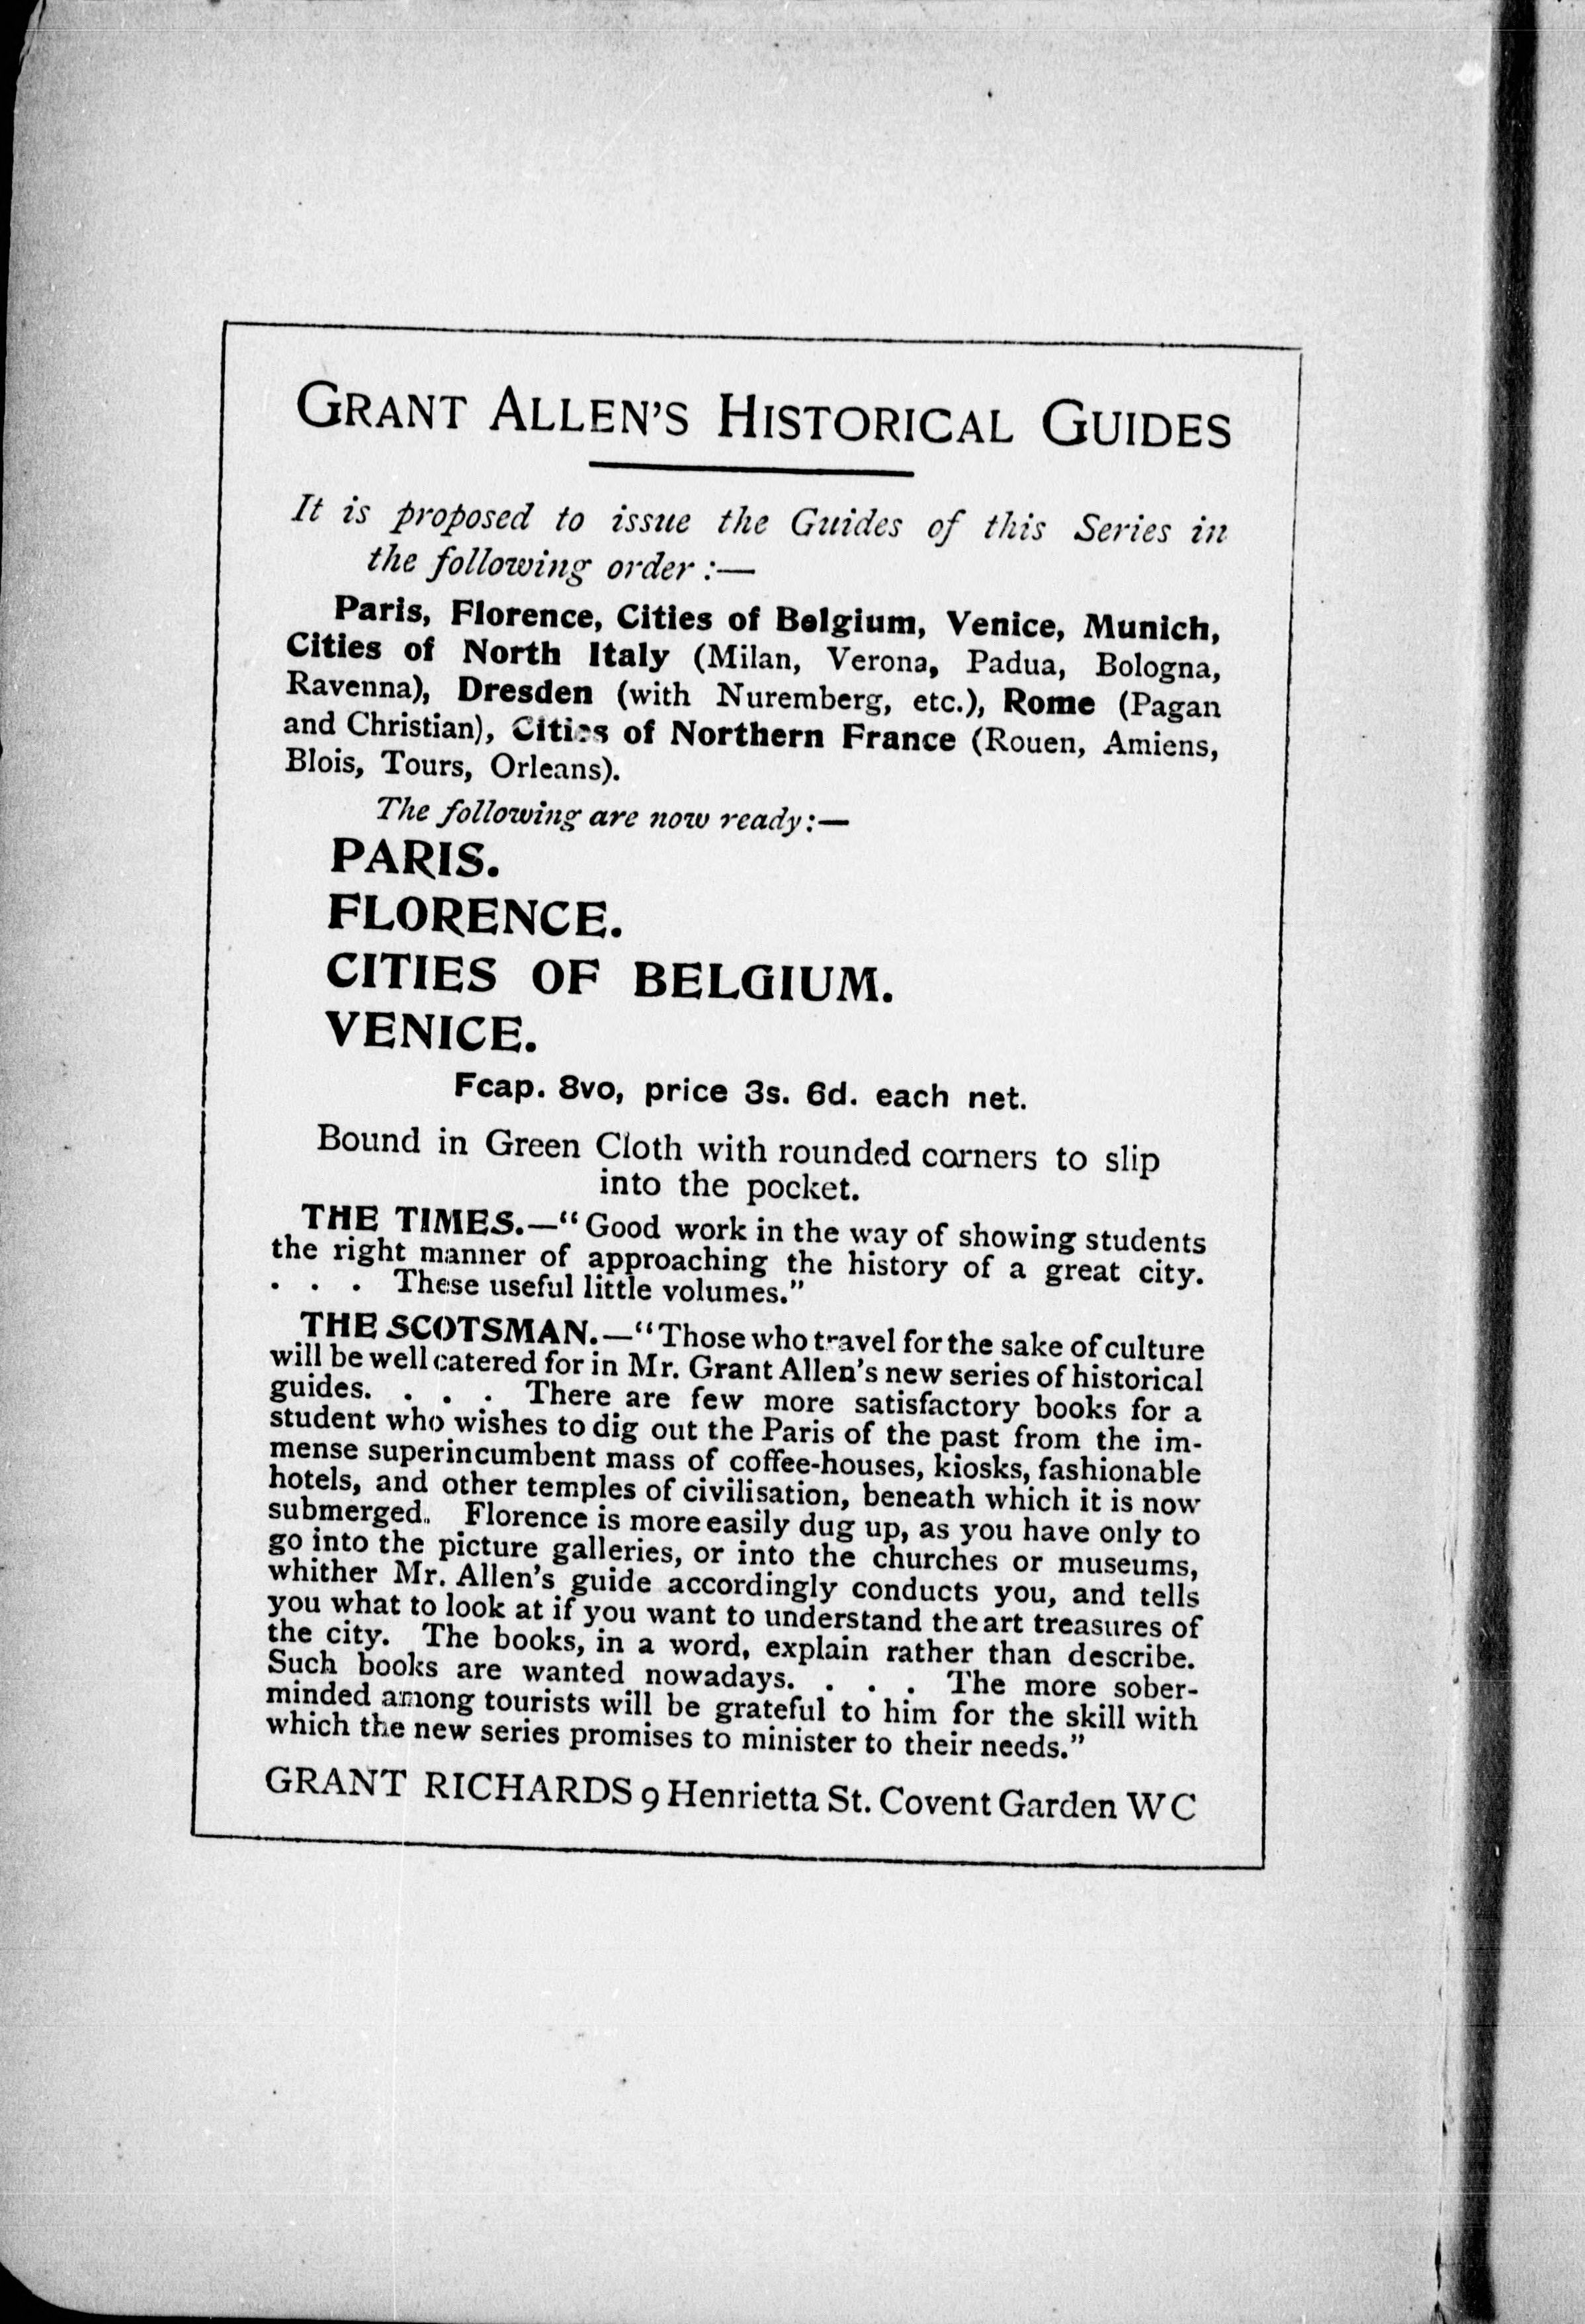 GRANT ALLEN'S HISTORICAL GUIDES
It is proposed to issue the Guides of this Series in
the following order:—
Paris, Florence, Cities of Belgium, Venice, Munich,
Cities of North Italy (Milan, Verona, Padua, Bologna,
Ravenna), Dresden (with Nuremberg, etc.), Rome (Pagan
and Christian), Cities of Northern France (Rouen, Amiens,
Blois, Tours, Orleans).
The following are now ready:—
PARIS.
FLORENCE.
CITIES OF BELGIUM.
VENICE.
Fcap. 8vo, price 3s. 6d. each net.
Bound in Green Cloth with rounded corners to slip
into the pocket.
THE TIMES.—"Good work in the way of showing students
the right manner of approaching the history of a great city.
. . . These useful little volumes."
THE SCOTSMAN.—"Those who travel for the sake of culture
will be well catered for in Mr. Grant Allen's new series of historical
guides. . . . There are few more satisfactory books for a
student who wishes to dig out the Paris of the past from the im-
mense superincumbent mass of coffee-houses, kiosks, fashionable
hotels, and other temples of civilisation, beneath which it is now
submerged. Florence is more easily dug up, as you have only to
go into the picture galleries, or into the churches or museums,
whither Mr. Allen's guide accordingly conducts you, and tells
you what to look at if you want to understand the art treasures of
the city. The books, in a word, explain rather than describe.
Such books are wanted nowadays. . . . The more sober-
minded among tourists will be grateful to him for the skill with
which the new series promises to minister to their needs."
GRANT RICHARDS 9 Henrietta St. Covent Garden W C